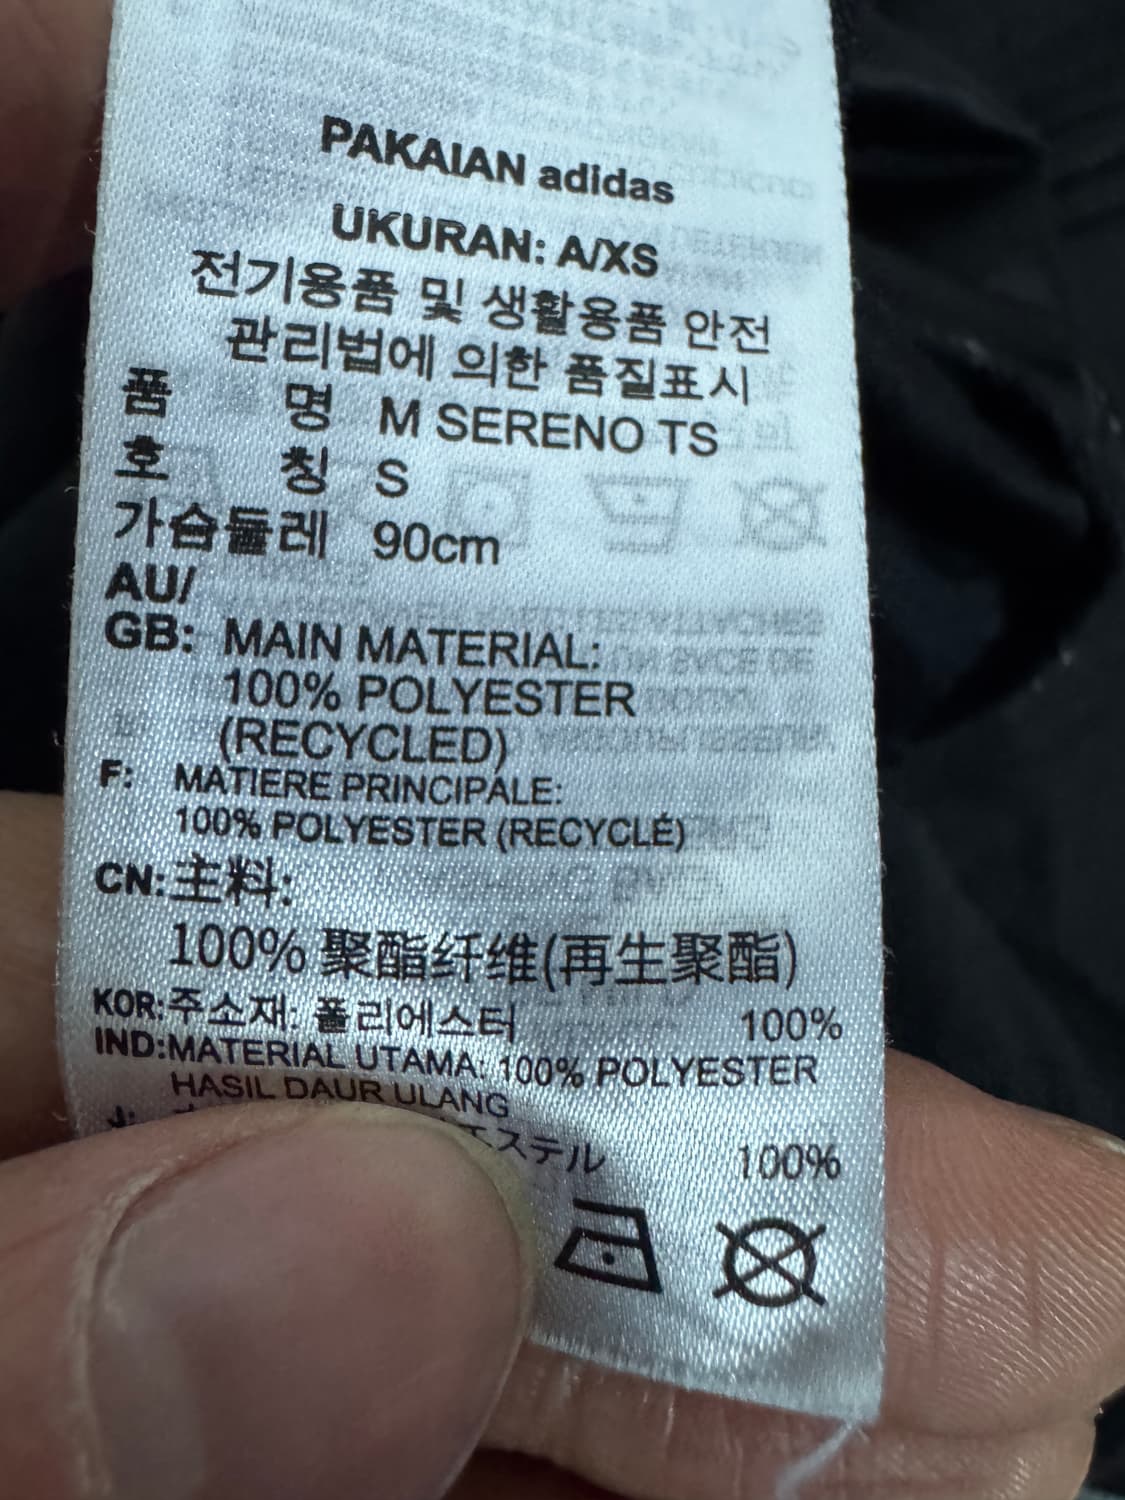 PAKAIAN adidas
UKURAN: A/XS
전기용품 및 생활용품 안전
관리법에 의한 품질표시
품 명 M SERENO TS
호 칭 S
가슴둘레 90cm
AU/
GB: MAIN MATERIAL:
100% POLYESTER
(RECYCLED)
F: MATIERE PRINCIPALE:
100% POLYESTER (RECYCLÉ)
CN:主料:
100% 聚酯纤维(再生聚酯)
KOR:주소재: 폴리에스터 100%
IND:MATERIAL UTAMA: 100% POLYESTER
HASIL DAUR ULANG
J: エステル 100%